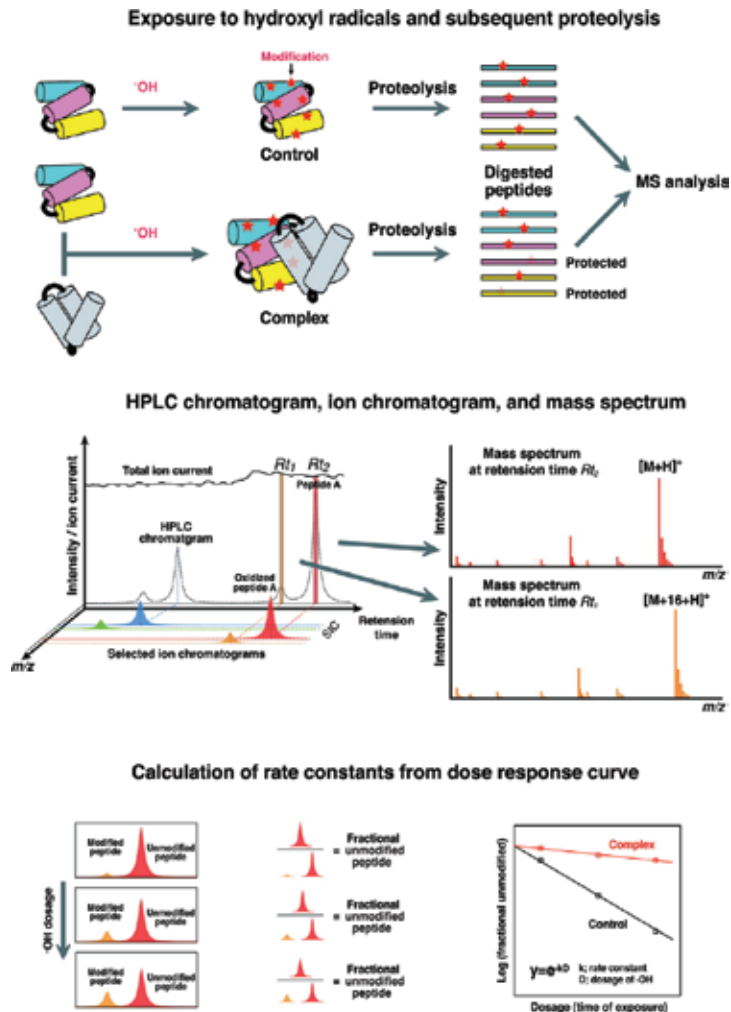 Exposure to hydroxyl radicals and subsequent proteolysis
Modification
·OH
Proteolysis
Control
Digested
peptides
MS analysis
·OH
Proteolysis
Protected
Protected
Complex
HPLC chromatogram, ion chromatogram, and mass spectrum
Intensity / ion current
Total ion current
Rt₁
Rt₂
Peptide A
HPLC
chromatgram
Oxidized
peptide A
Retension
time
SIC
Selected ion chromatograms
m/z
Mass spectrum
at retension time Rt₂
[M+H]⁺
Intensity
Mass spectrum
at retension time Rt₁
[M+16+H]⁺
Intensity
m/z
Calculation of rate constants from dose response curve
·OH dosage
Modified
peptide
Unmodified
peptide
Modified
peptide
Unmodified
peptide
Modified
peptide
Unmodified
peptide
Fractional
= unmodified
peptide
Fractional
= unmodified
peptide
Fractional
= unmodified
peptide
Log (fractional unmodified)
Complex
Control
y=e⁻ᵏᴰ
k; rate constant
D; dosage of ·OH
Dosage [time of exposure]